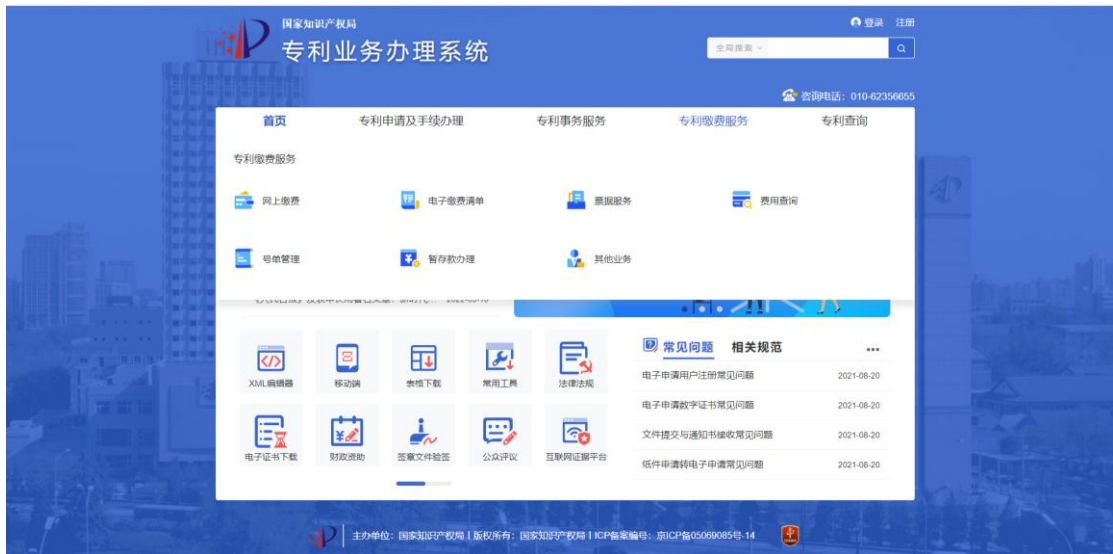 国家知识产权局
专利业务办理系统
登录 注册
全局搜索
咨询电话：010-62356655
首页 专利申请及手续办理 专利事务服务 专利缴费服务 专利查询
专利缴费服务
网上缴费 电子缴费清单 票据服务 费用查询
号单管理 暂存款办理 其他业务
常见问题 相关规范
XML编辑器 移动端 表格下载 常用工具 法律法规
电子申请用户注册常见问题 2021-08-20
电子申请数字证书常见问题 2021-08-20
文件提交与通知书接收常见问题 2021-08-20
纸件申请转电子申请常见问题 2021-08-20
电子证书下载 财政资助 签章文件验签 公众评议 互联网证据平台
主办单位：国家知识产权局 | 版权所有：国家知识产权局 | ICP备案编号：京ICP备05069085号-14